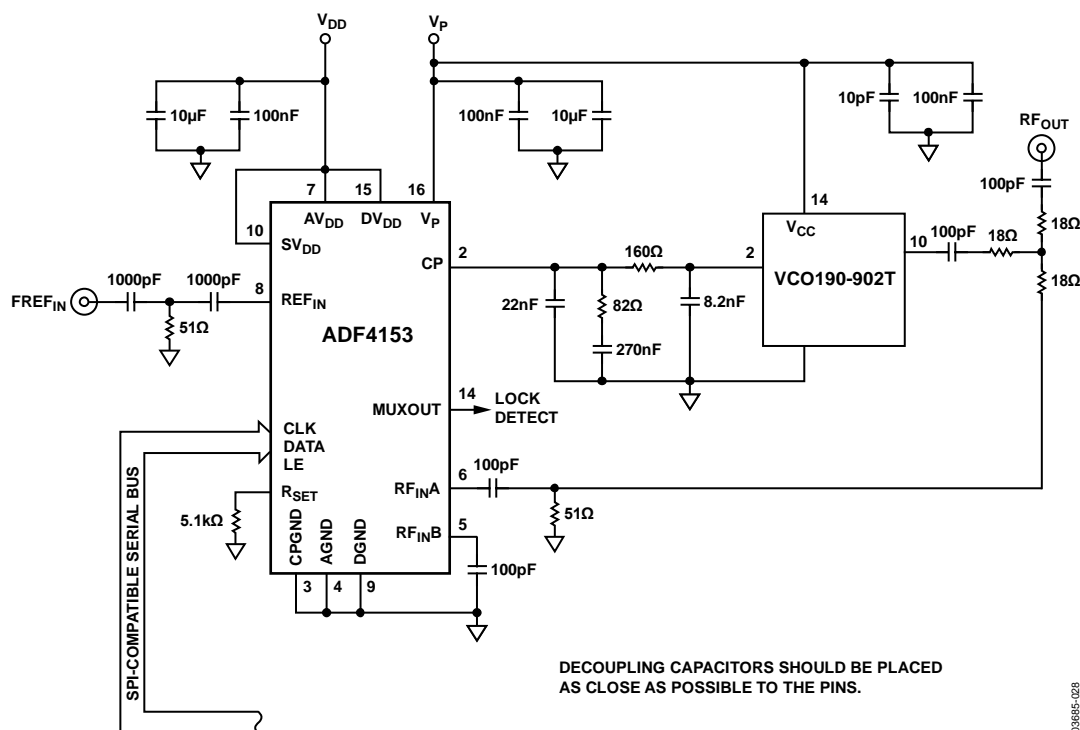 VDD
VP
10µF
100nF
100nF
10µF
10pF
100nF
RFOUT
100pF
18Ω
18Ω
7
15
16
14
AVDD
DVDD
VP
VCC
10
SVDD
CP
2
160Ω
2
10
100pF
18Ω
VCO190-902T
FREFIN
1000pF
1000pF
8
REFIN
51Ω
ADF4153
22nF
82Ω
8.2nF
270nF
MUXOUT
14
LOCK
DETECT
CLK
DATA
LE
RSET
5.1kΩ
RFINA
6
100pF
51Ω
RFINB
5
100pF
CPGND
AGND
DGND
3
4
9
SPI-COMPATIBLE SERIAL BUS
DECOUPLING CAPACITORS SHOULD BE PLACED
AS CLOSE AS POSSIBLE TO THE PINS.
03685-028